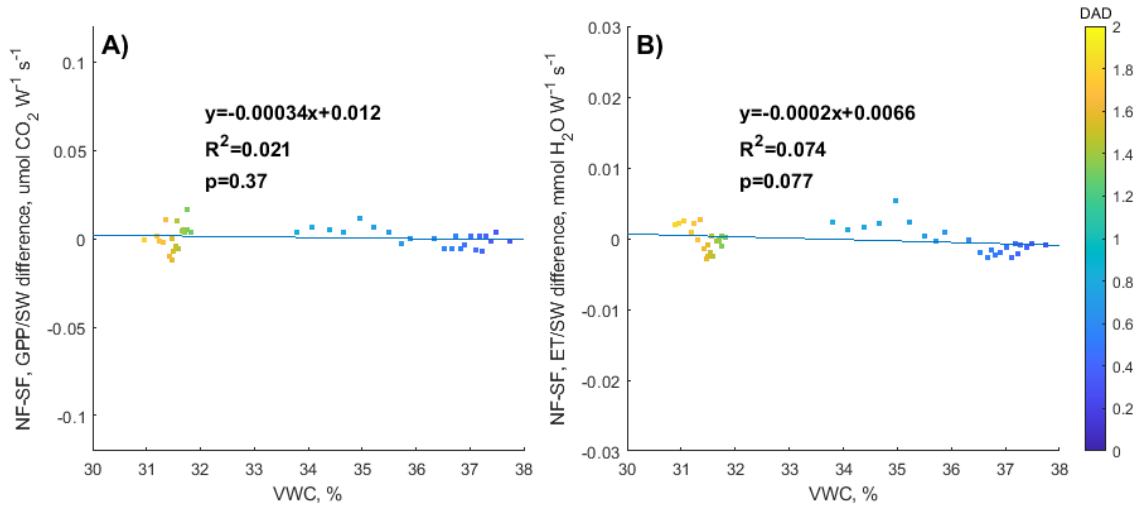 A)
y=-0.00034x+0.012
R²=0.021
p=0.37
NF-SF, GPP/SW difference, umol CO₂ W⁻¹ s⁻¹
0.1
0.05
0
-0.05
-0.1
30 31 32 33 34 35 36 37 38
VWC, %
B)
y=-0.0002x+0.0066
R²=0.074
p=0.077
NF-SF, ET/SW difference, mmol H₂O W⁻¹ s⁻¹
0.03
0.02
0.01
0
-0.01
-0.02
-0.03
30 31 32 33 34 35 36 37 38
VWC, %
DAD
2
1.8
1.6
1.4
1.2
1
0.8
0.6
0.4
0.2
0